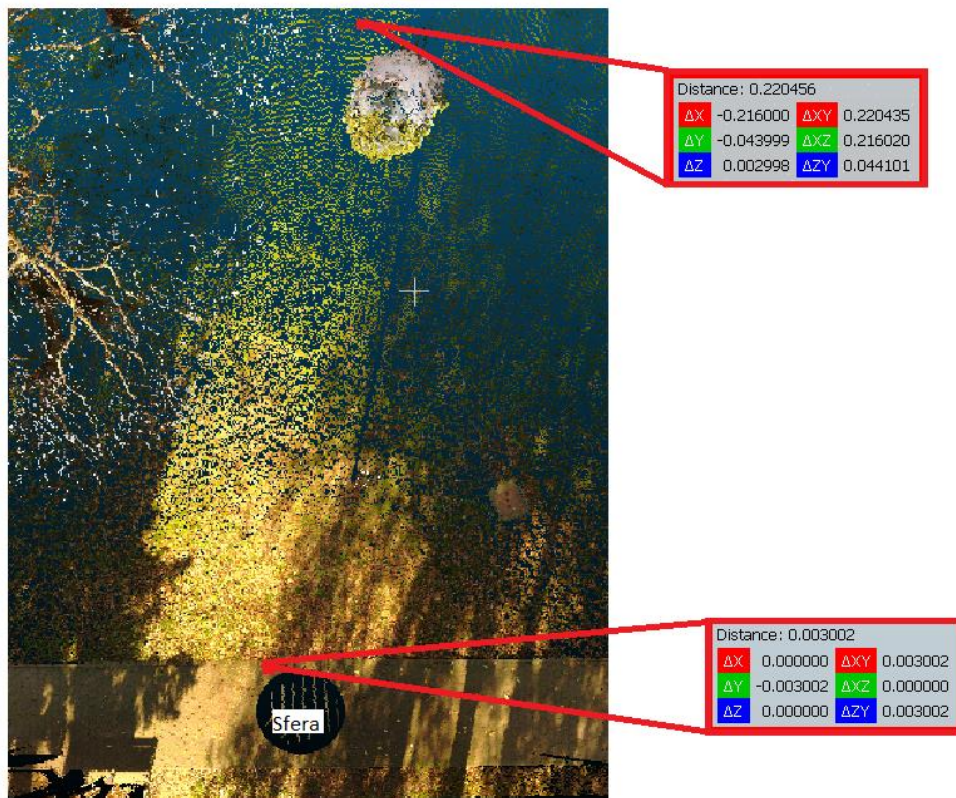 Distance: 0.220456
ΔX -0.216000 ΔXY 0.220435
ΔY -0.043999 ΔXZ 0.216020
ΔZ 0.002998 ΔZY 0.044101
Distance: 0.003002
ΔX 0.000000 ΔXY 0.003002
ΔY -0.003002 ΔXZ 0.000000
ΔZ 0.000000 ΔZY 0.003002
Sfera